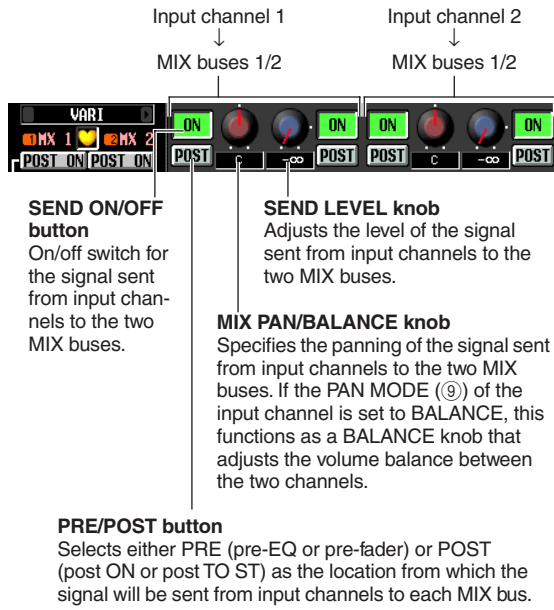 Input channel 1
↓
MIX buses 1/2
Input channel 2
↓
MIX buses 1/2
VARI
1 MX 1 2 MX 2
POST ON POST ON
ON ON ON ON
POST C -∞ POST POST C -∞ POST
SEND ON/OFF
button
On/off switch for
the signal sent
from input chan-
nels to the two
MIX buses.
SEND LEVEL knob
Adjusts the level of the signal
sent from input channels to the
two MIX buses.
MIX PAN/BALANCE knob
Specifies the panning of the signal sent
from input channels to the two MIX
buses. If the PAN MODE (⑨) of the
input channel is set to BALANCE, this
functions as a BALANCE knob that
adjusts the volume balance between
the two channels.
PRE/POST button
Selects either PRE (pre-EQ or pre-fader) or POST
(post ON or post TO ST) as the location from which the
signal will be sent from input channels to each MIX bus.